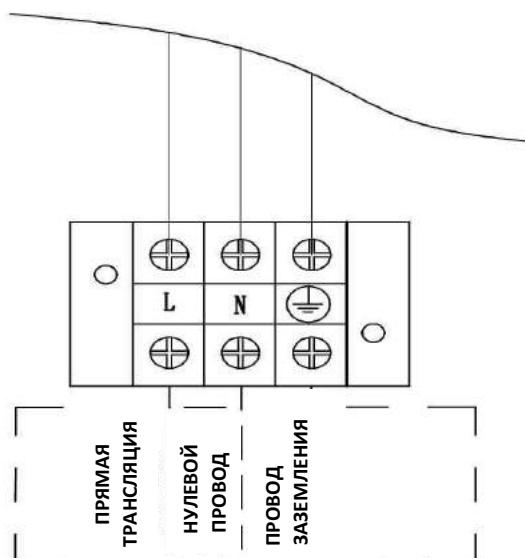 L N
ПРЯМАЯ
ТРАНСЛЯЦИЯ
НУЛЕВОЙ
ПРОВОД
ПРОВОД
ЗАЗЕМЛЕНИЯ